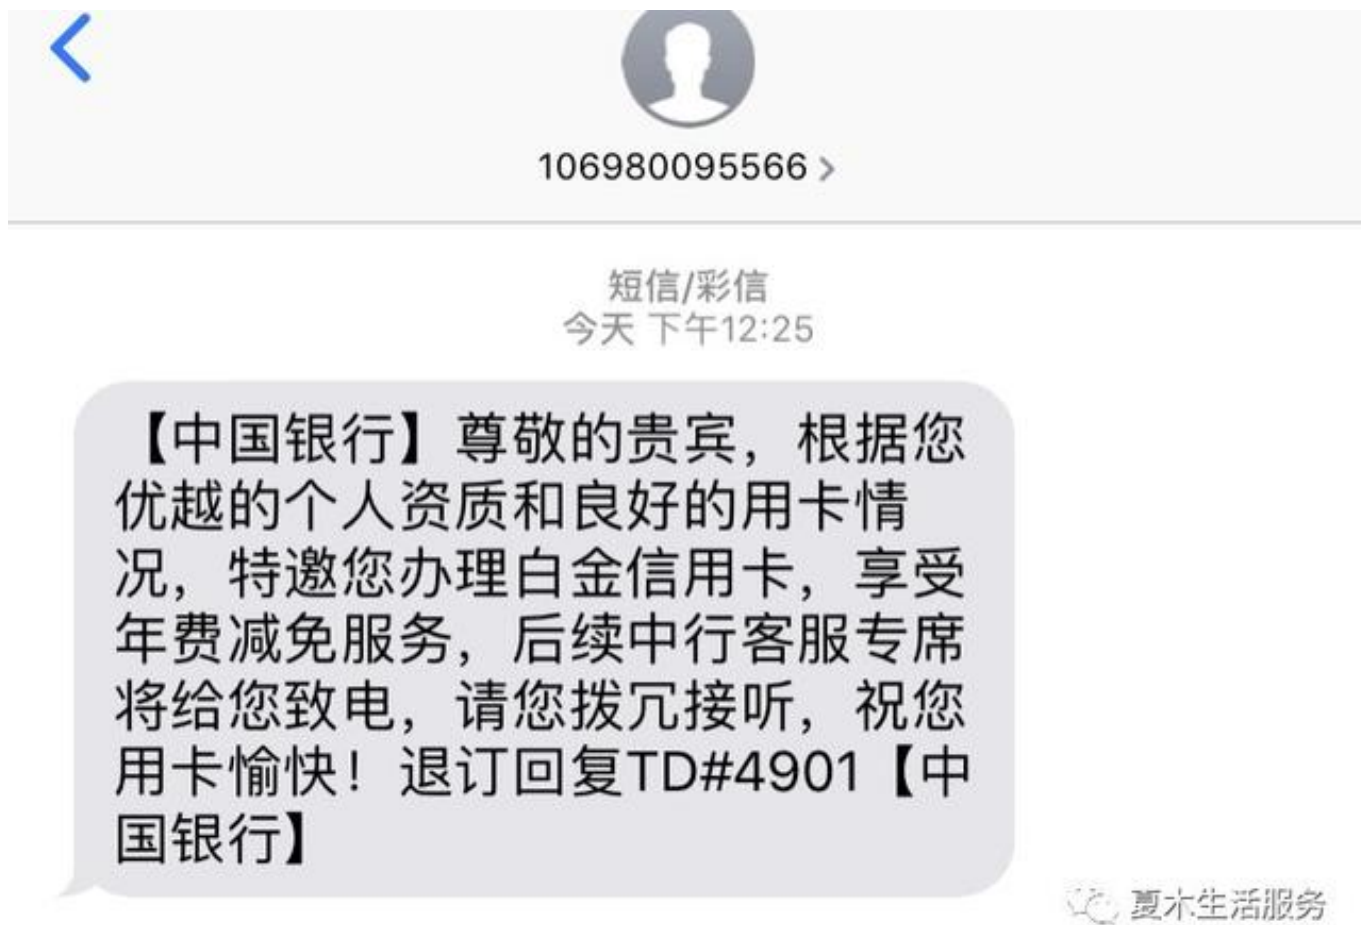 106980095566
短信/彩信
今天 下午12:25
【中国银行】尊敬的贵宾，根据您
优越的个人资质和良好的用卡情
况，特邀您办理白金信用卡，享受
年费减免服务，后续中行客服专席
将给您致电，请您拨冗接听，祝您
用卡愉快！退订回复TD#4901【中
国银行】
夏木生活服务